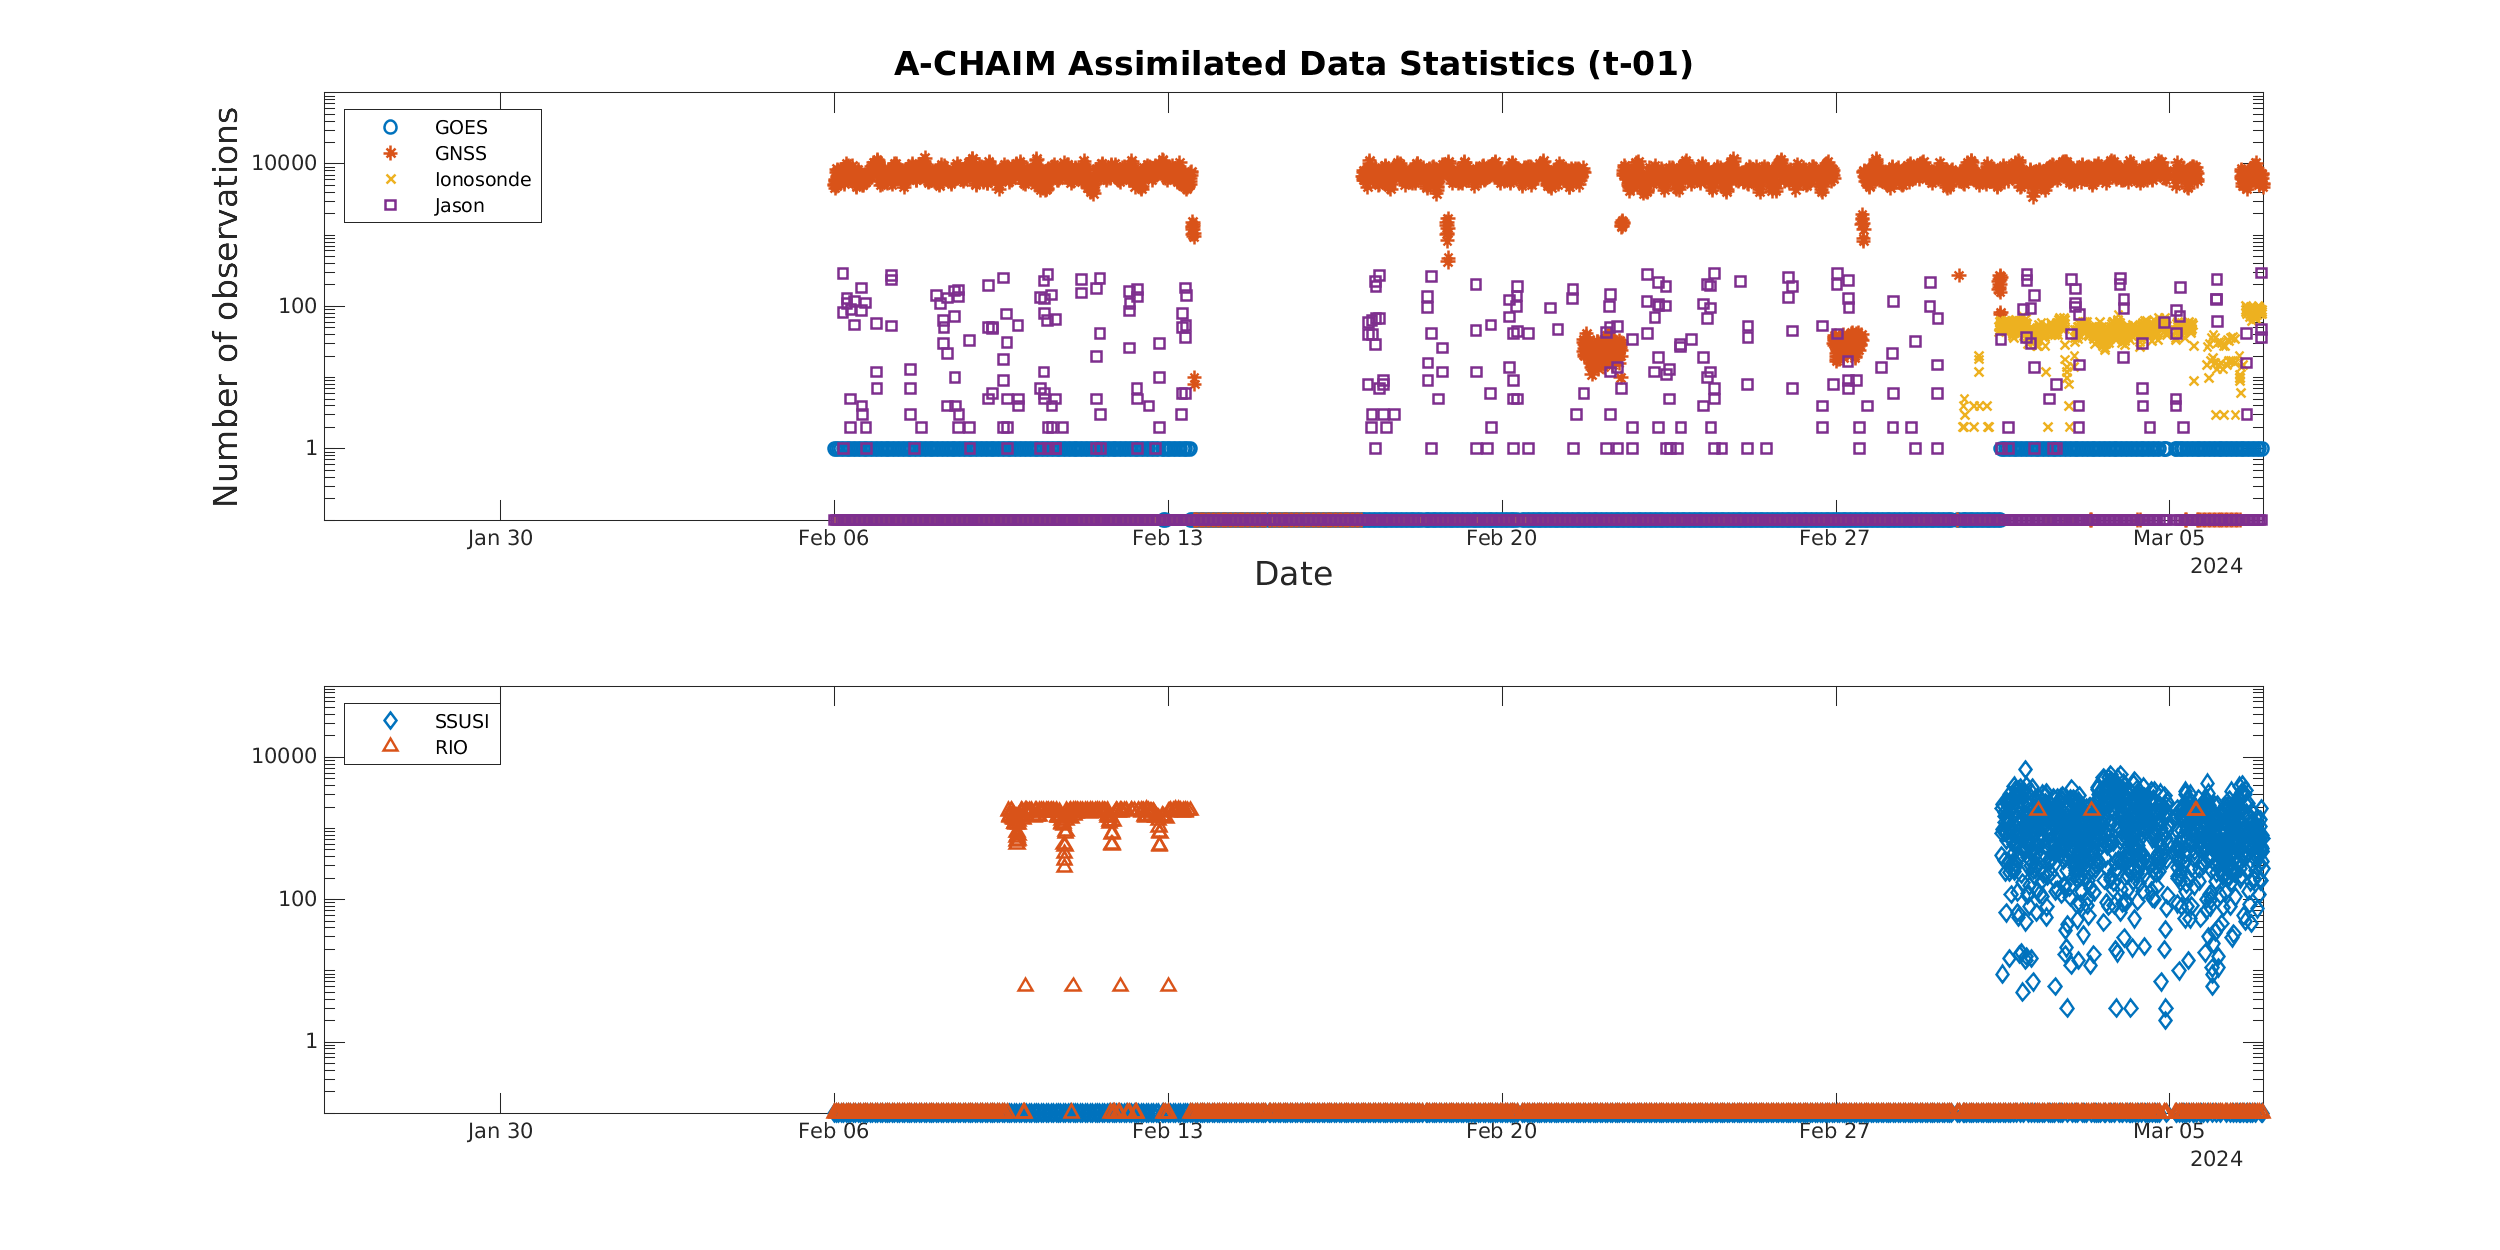 A-CHAIM Assimilated Data Statistics (t-01)
Number of observations
10000
100
1
GOES
GNSS
Ionosonde
Jason
Jan 30
Feb 06
Feb 13
Feb 20
Feb 27
Mar 05
2024
Date
10000
100
1
SSUSI
RIO
Jan 30
Feb 06
Feb 13
Feb 20
Feb 27
Mar 05
2024